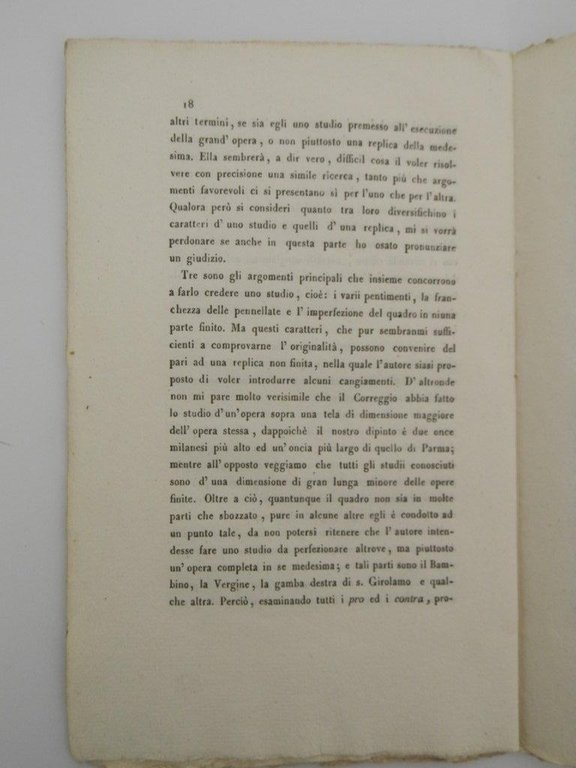 18
altri termini, se sia egli uno studio premesso all' esecuzione
della grand' opera, o non piuttosto una replica della mede-
sima. Ella sembrerà, a dir vero, difficil cosa il voler risol-
vere con precisione una simile ricerca, tanto più che argo-
menti favorevoli ci si presentano sì per l'uno che per l'altra.
Qualora però si consideri quanto tra loro diversifichino i
caratteri d' uno studio e quelli d' una replica, mi si vorrà
perdonare se anche in questa parte ho osato pronunziare
un giudizio.
Tre sono gli argomenti principali che insieme concorrono
a farlo credere uno studio, cioè: i varii pentimenti, la fran-
chezza delle pennellate e l' imperfezione del quadro in niuna
parte finito. Ma questi caratteri, che pur sembranmi suffi-
cienti a comprovarne l' originalità, possono convenire del
pari ad una replica non finita, nella quale l'autore siasi pro-
posto di voler introdurre alcuni cangiamenti. D' altronde
non mi pare molto verisimile che il Correggio abbia fatto
lo studio d'un'opera sopra una tela di dimensione maggiore
dell' opera stessa, dappoichè il nostro dipinto è due once
milanesi più alto ed un'oncia più largo di quello di Parma;
mentre all' opposto veggiamo che tutti gli studii conosciuti
sono d' una dimensione di gran lunga minore delle opere
finite. Oltre a ciò, quantunque il quadro non sia in molte
parti che sbozzato, pure in alcune altre egli è condotto ad
un punto tale, da non potersi ritenere che l' autore inten-
desse fare uno studio da perfezionare altrove, ma piuttosto
un' opera completa in se medesima; e tali parti sono il Bam-
bino, la Vergine, la gamba destra di s. Girolamo e qual-
che altra. Perciò, esaminando tutti i pro ed i contra, pro-